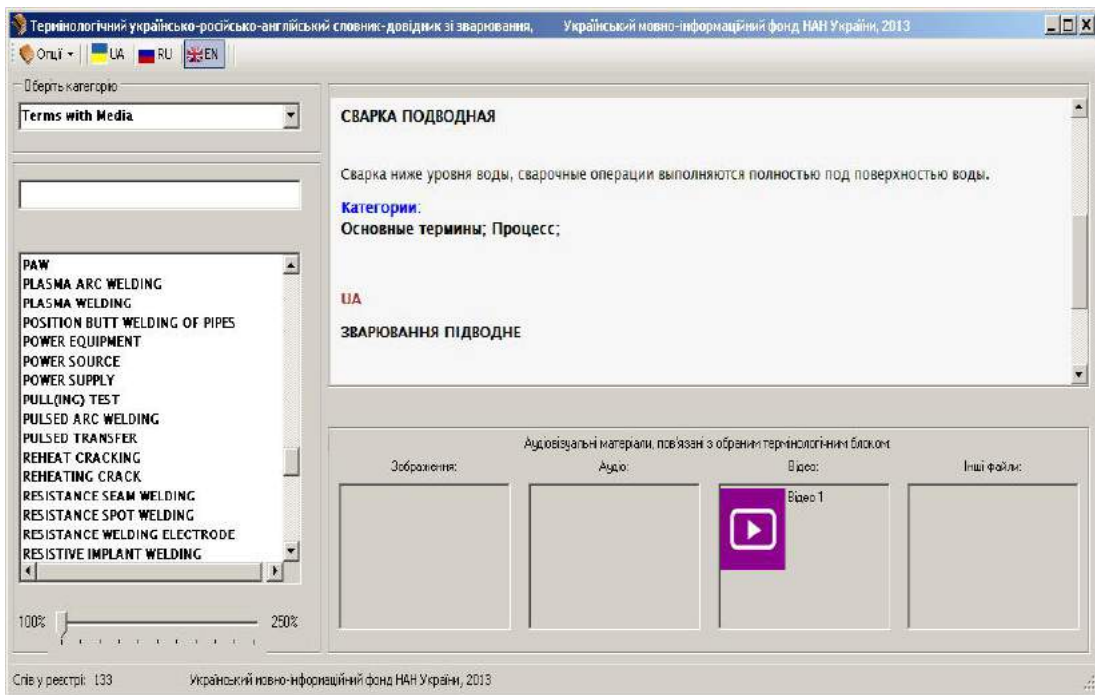 Термінологічний українсько-російсько-англійський словник-довідник зі зварювання, Український мовно-інформаційний фонд НАН України, 2013
Опції UA RU EN
Оберіть категорію
Terms with Media
PAW
PLASMA ARC WELDING
PLASMA WELDING
POSITION BUTT WELDING OF PIPES
POWER EQUIPMENT
POWER SOURCE
POWER SUPPLY
PULL(ING) TEST
PULSED ARC WELDING
PULSED TRANSFER
REHEAT CRACKING
REHEATING CRACK
RESISTANCE SEAM WELDING
RESISTANCE SPOT WELDING
RESISTANCE WELDING ELECTRODE
RESISTIVE IMPLANT WELDING
100% 250%
СВАРКА ПОДВОДНАЯ
Сварка ниже уровня воды, сварочные операции выполняются полностью под поверхностью воды.
Категории:
Основные термины; Процесс;
UA
ЗВАРЮВАННЯ ПІДВОДНЕ
Аудіовізуальні матеріали, пов'язані з обраним термінологічним блоком
Зображення: Аудіо: Відео: Інші файли:
Відео 1
Слів у реєстрі: 133 Український мовно-інформаційний фонд НАН України, 2013